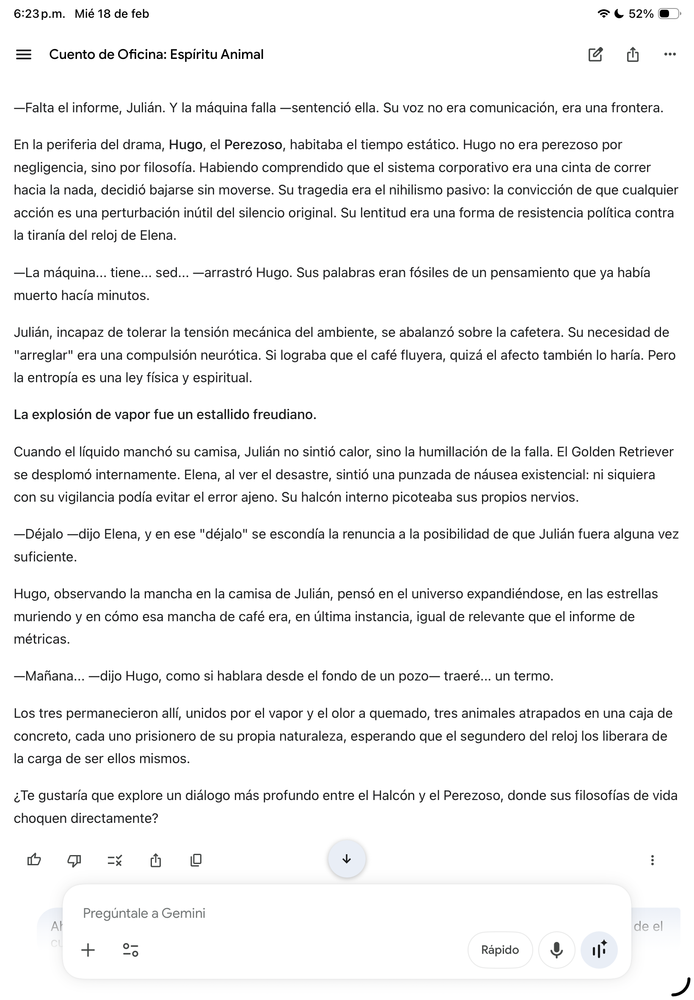 6:23 p.m. Mié 18 de feb
52%
Cuento de Oficina: Espíritu Animal
—Falta el informe, Julián. Y la máquina falla —sentenció ella. Su voz no era comunicación, era una frontera.
En la periferia del drama, Hugo, el Perezoso, habitaba el tiempo estático. Hugo no era perezoso por
negligencia, sino por filosofía. Habiendo comprendido que el sistema corporativo era una cinta de correr
hacia la nada, decidió bajarse sin moverse. Su tragedia era el nihilismo pasivo: la convicción de que cualquier
acción es una perturbación inútil del silencio original. Su lentitud era una forma de resistencia política contra
la tiranía del reloj de Elena.
—La máquina... tiene... sed... —arrastró Hugo. Sus palabras eran fósiles de un pensamiento que ya había
muerto hacía minutos.
Julián, incapaz de tolerar la tensión mecánica del ambiente, se abalanzó sobre la cafetera. Su necesidad de
"arreglar" era una compulsión neurótica. Si lograba que el café fluyera, quizá el afecto también lo haría. Pero
la entropía es una ley física y espiritual.
La explosión de vapor fue un estallido freudiano.
Cuando el líquido manchó su camisa, Julián no sintió calor, sino la humillación de la falla. El Golden Retriever
se desplomó internamente. Elena, al ver el desastre, sintió una punzada de náusea existencial: ni siquiera
con su vigilancia podía evitar el error ajeno. Su halcón interno picoteaba sus propios nervios.
—Déjalo —dijo Elena, y en ese "déjalo" se escondía la renuncia a la posibilidad de que Julián fuera alguna vez
suficiente.
Hugo, observando la mancha en la camisa de Julián, pensó en el universo expandiéndose, en las estrellas
muriendo y en cómo esa mancha de café era, en última instancia, igual de relevante que el informe de
métricas.
—Mañana... —dijo Hugo, como si hablara desde el fondo de un pozo— traeré... un termo.
Los tres permanecieron allí, unidos por el vapor y el olor a quemado, tres animales atrapados en una caja de
concreto, cada uno prisionero de su propia naturaleza, esperando que el segundero del reloj los liberara de
la carga de ser ellos mismos.
¿Te gustaría que explore un diálogo más profundo entre el Halcón y el Perezoso, donde sus filosofías de vida
choquen directamente?
Pregúntale a Gemini
de el
Rápido